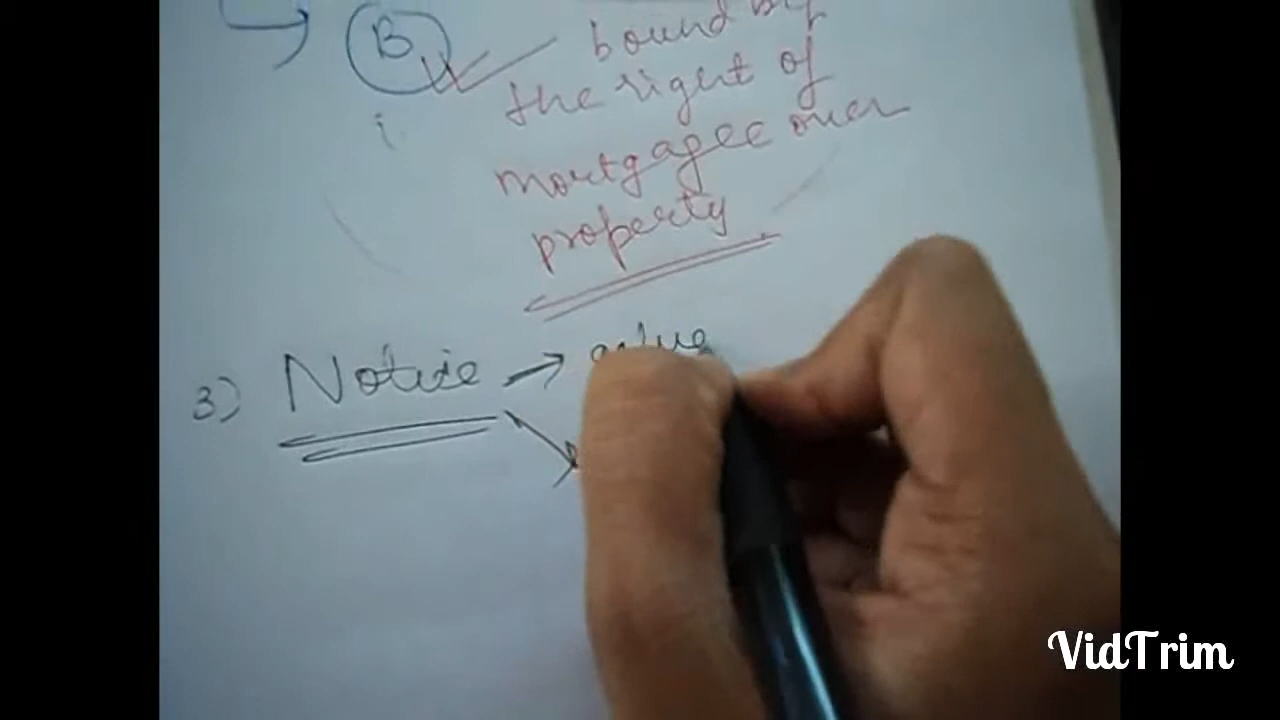 B bound by
the right of
mortgagee over
property
3) Notice →
VidTrim